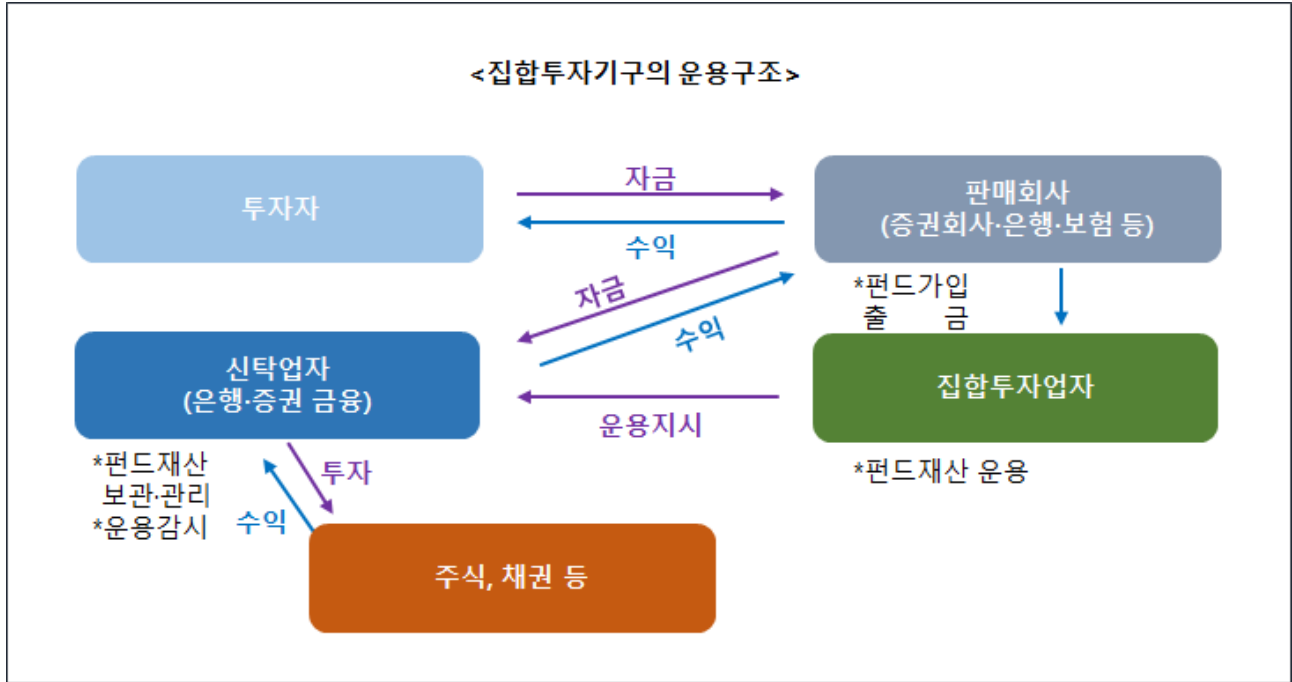 <집합투자기구의 운용구조>
투자자
자금
수익
판매회사
(증권회사·은행·보험 등)
자금
수익
*펀드가입
출 금
신탁업자
(은행·증권 금융)
운용지시
집합투자업자
*펀드재산
보관·관리
*운용감시
투자
수익
*펀드재산 운용
주식, 채권 등